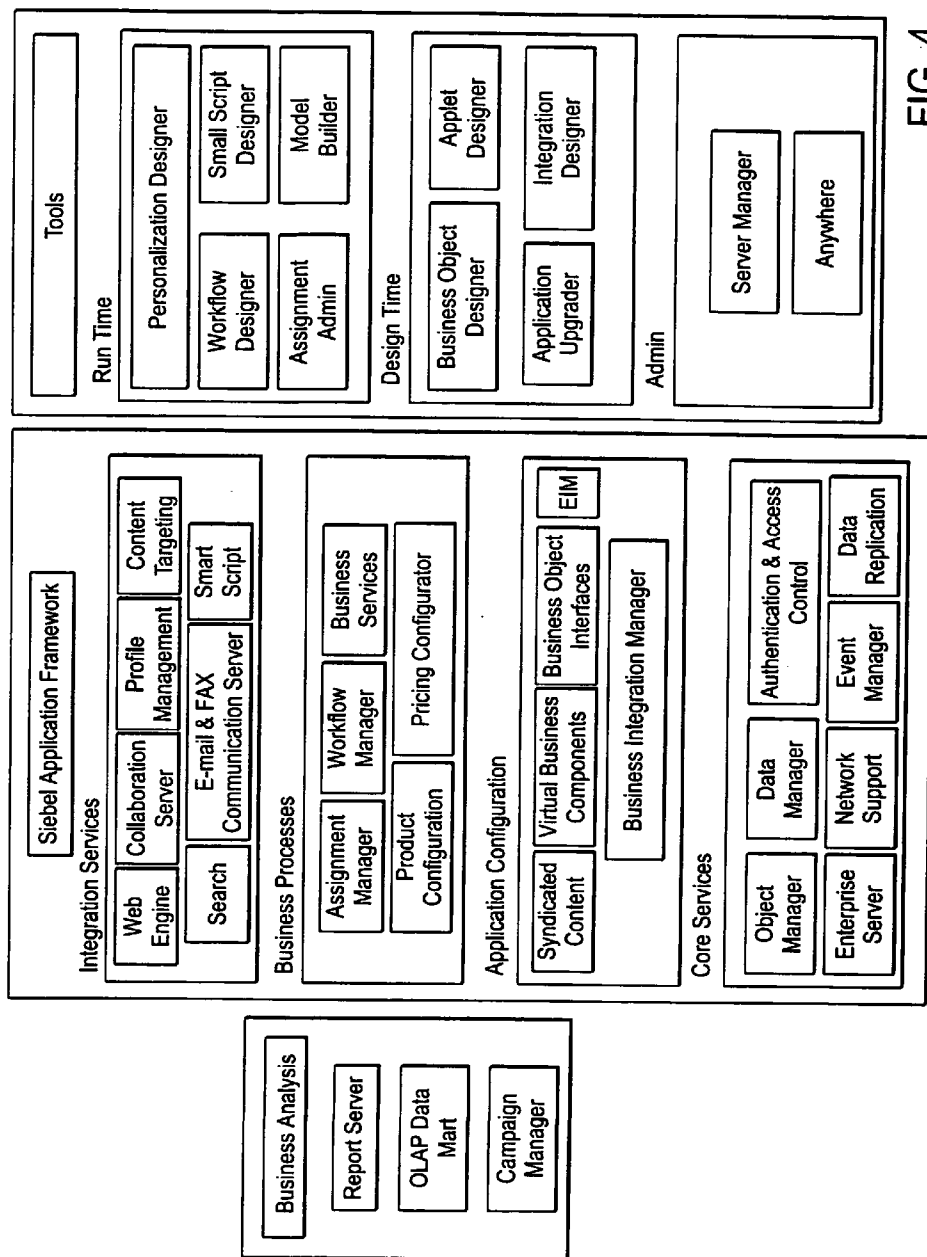 Business Analysis
Report Server
OLAP Data
Mart
Campaign
Manager
Siebel Application Framework
Integration Services
Web
Engine
Collaboration
Server
Profile
Management
Content
Targeting
Search
E-mail & FAX
Communication Server
Smart
Script
Business Processes
Assignment
Manager
Workflow
Manager
Business
Services
Product
Configuration
Pricing Configurator
Application Configuration
Syndicated
Content
Virtual Business
Components
Business Object
Interfaces
EIM
Business Integration Manager
Core Services
Object
Manager
Data
Manager
Authentication & Access
Control
Enterprise
Server
Network
Support
Event
Manager
Data
Replication
Tools
Run Time
Personalization Designer
Workflow
Designer
Small Script
Designer
Assignment
Admin
Model
Builder
Design Time
Business Object
Designer
Applet
Designer
Application
Upgrader
Integration
Designer
Admin
Server Manager
Anywhere
FIG. 4